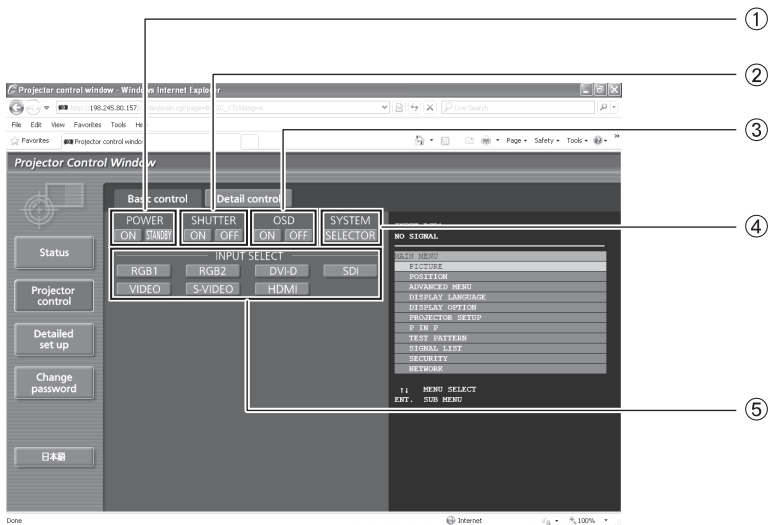 ①
②
Projector control window - Windows Internet Explorer
③
http://198.245.80.157
Live Search
File Edit View Favorites Tools
Favorites Projector control window
Page Safety Tools
Projector Control Window
Basic control Detail control
POWER SHUTTER OSD SYSTEM
ON STANDBY ON OFF ON OFF SELECTOR
④
INPUT SELECT
RGB1 RGB2 DVI-D SDI
VIDEO S-VIDEO HDMI
Status
Projector
control
Detailed
set up
Change
password
日本語
NO SIGNAL
MAIN MENU
PICTURE
POSITION
ADVANCED MENU
DISPLAY LANGUAGE
DISPLAY OPTION
PROJECTOR SETUP
P IN P
TEST PATTERN
SIGNAL LIST
SECURITY
NETWORK
↑↓ MENU SELECT
ENT. SUB MENU
⑤
Done Internet 100%